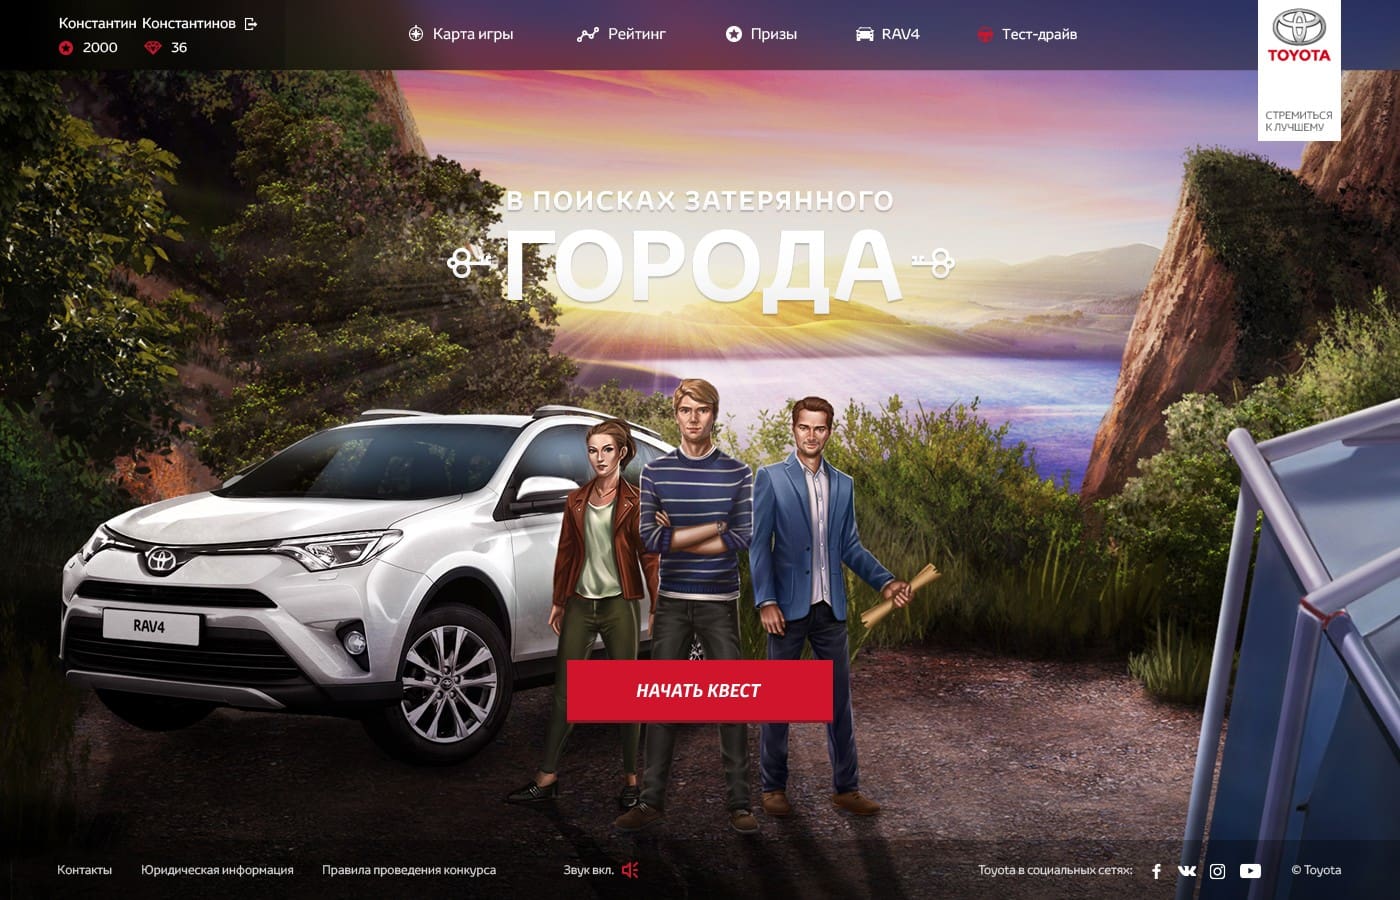 Константин Константинов
2000 36
Карта игры
Рейтинг
Призы
RAV4
Тест-драйв
TOYOTA
СТРЕМИТЬСЯ
К ЛУЧШЕМУ
В ПОИСКАХ ЗАТЕРЯННОГО
ГОРОДА
RAV4
НАЧАТЬ КВЕСТ
Контакты
Юридическая информация
Правила проведения конкурса
Звук вкл.
Toyota в социальных сетях:
© Toyota